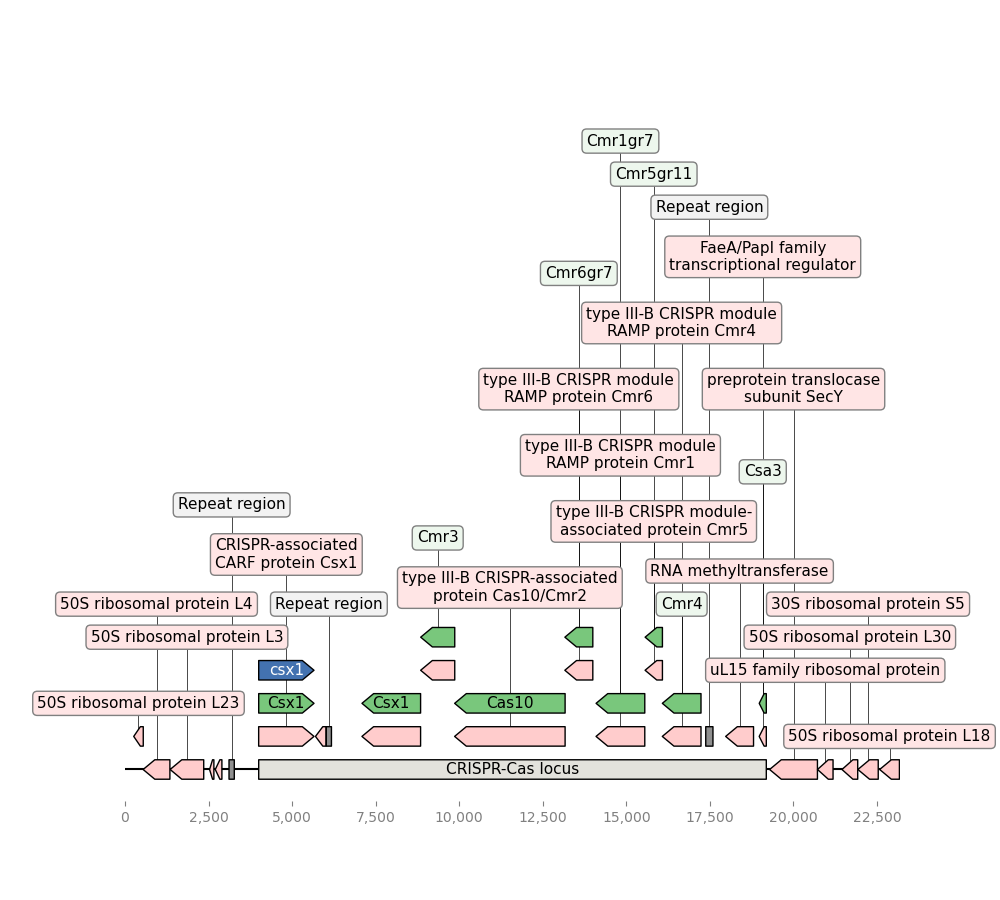 Cmr1gr7
Cmr5gr11
Repeat region
FaeA/PapI family
transcriptional regulator
Cmr6gr7
type III-B CRISPR module
RAMP protein Cmr4
type III-B CRISPR module
RAMP protein Cmr6
preprotein translocase
subunit SecY
type III-B CRISPR module
RAMP protein Cmr1
Csa3
Repeat region
type III-B CRISPR module-
associated protein Cmr5
Cmr3
CRISPR-associated
CARF protein Csx1
RNA methyltransferase
type III-B CRISPR-associated
protein Cas10/Cmr2
50S ribosomal protein L4
Repeat region
Cmr4
30S ribosomal protein S5
50S ribosomal protein L3
50S ribosomal protein L30
csx1
uL15 family ribosomal protein
50S ribosomal protein L23
Csx1
Csx1
Cas10
50S ribosomal protein L18
CRISPR-Cas locus
0
2,500
5,000
7,500
10,000
12,500
15,000
17,500
20,000
22,500